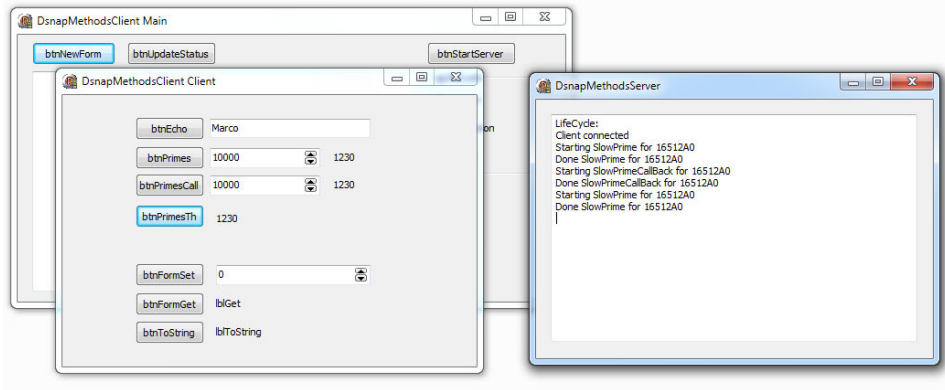 DsnapMethodsClient Main
btnNewForm btnUpdateStatus btnStartServer
on
DsnapMethodsClient Client
btnEcho Marco
btnPrimes 10000 1230
btnPrimesCall 10000 1230
btnPrimesTh 1230
btnFormSet 0
btnFormGet lblGet
btnToString lblToString
DsnapMethodsServer
LifeCycle:
Client connected
Starting SlowPrime for 16512A0
Done SlowPrime for 16512A0
Starting SlowPrimeCallBack for 16512A0
Done SlowPrimeCallBack for 16512A0
Starting SlowPrime for 16512A0
Done SlowPrime for 16512A0